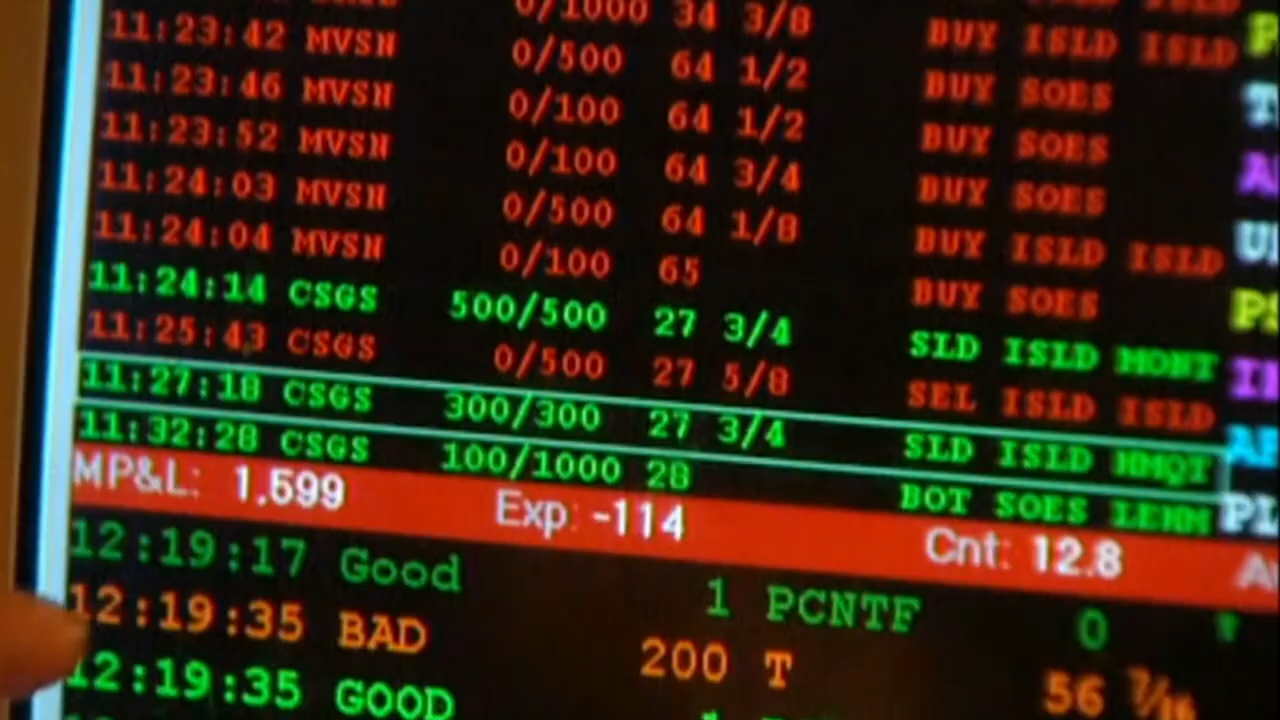 0/1000 34 3/8
11:23:42 MVSN 0/500 64 1/2 BUY ISLD ISLD
11:23:46 MVSN 0/100 64 1/2 BUY SOES
11:23:52 MVSN 0/100 64 3/4 BUY SOES
11:24:03 MVSN 0/500 64 1/8 BUY SOES
11:24:04 MVSN 0/100 65 BUY ISLD ISLD
BUY SOES
11:24:14 CSGS 500/500 27 3/4 SLD ISLD MONT
11:25:43 CSGS 0/500 27 5/8 SEL ISLD ISLD
11:27:18 CSGS 300/300 27 3/4 SLD ISLD HMQT
11:32:28 CSGS 100/1000 28 BOT SOES LEHM
MP&L: 1,599 Exp: -114 Cnt: 12.8
12:19:17 Good 1 PCNTF 0
12:19:35 BAD 200 T 56 7/16
12:19:35 GOOD